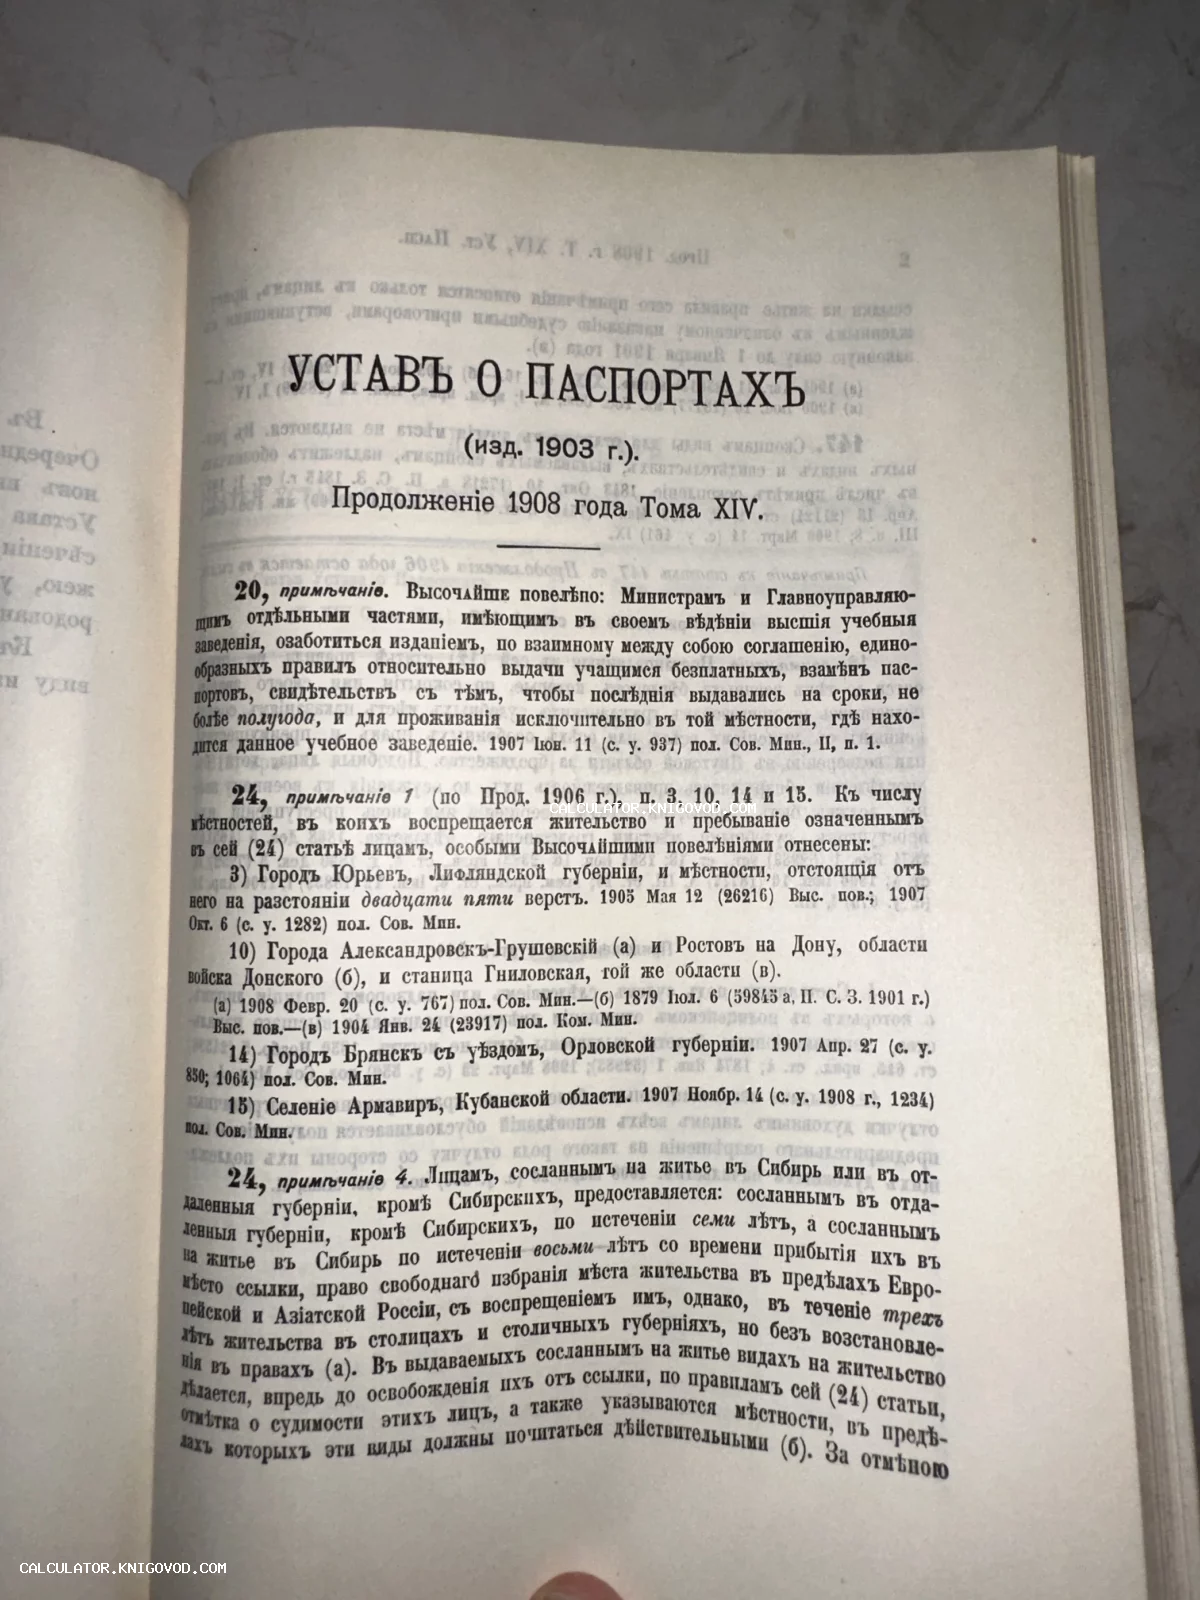 УСТАВЪ О ПАСПОРТАХЪ
(изд. 1903 г.).
Продолженіе 1908 года Тома XIV.
20, примѣчаніе. Высочайше повелѣно: Министрамъ и Главноуправляю-
щимъ отдѣльными частями, имѣющимъ въ своемъ вѣдѣніи высшія учебныя
заведенія, озаботиться изданіемъ, по взаимному между собою соглашенію, едино-
образныхъ правилъ относительно выдачи учащимся безплатныхъ, взамѣнъ пас-
портовъ, свидѣтельствъ съ тѣмъ, чтобы послѣднія выдавались на сроки, не
болѣе полугода, и для проживанія исключительно въ той мѣстности, гдѣ нахо-
дится данное учебное заведеніе. 1907 Іюн. 11 (с. у. 937) пол. Сов. Мин., II, п. 1.
24, примѣчаніе 1 (по Прод. 1906 г.), п. 3, 10, 14 и 15. Къ числу
мѣстностей, въ коихъ воспрещается жительство и пребываніе означеннымъ
въ сей (24) статьѣ лицамъ, особыми Высочайшими повелѣніями отнесены:
3) Городъ Юрьевъ, Лифляндской губерніи, и мѣстности, отстоящія отъ
него на разстояніи двадцати пяти верстъ. 1905 Мая 12 (26216) Выс. пов.; 1907
Окт. 6 (с. у. 1282) пол. Сов. Мин.
10) Города Александровскъ-Грушевскій (а) и Ростовъ на Дону, области
войска Донского (б), и станица Гниловская, той же области (в).
(а) 1908 Февр. 20 (с. у. 767) пол. Сов. Мин.—(б) 1879 Іюл. 6 (59845 а, П. С. З. 1901 г.)
Выс. пов.—(в) 1904 Янв. 24 (23917) пол. Ком. Мин.
14) Городъ Брянскъ съ уѣздомъ, Орловской губерніи. 1907 Апр. 27 (с. у.
850; 1064) пол. Сов. Мин.
15) Селеніе Армавиръ, Кубанской области. 1907 Ноябр. 14 (с. у. 1908 г., 1234)
пол. Сов. Мин.
24, примѣчаніе 4. Лицамъ, сосланнымъ на житье въ Сибирь или въ от-
даленныя губерніи, кромѣ Сибирскихъ, предоставляется: сосланнымъ въ отда-
ленныя губерніи, кромѣ Сибирскихъ, по истеченіи семи лѣтъ, а сосланнымъ
на житье въ Сибирь по истеченіи восьми лѣтъ со времени прибытія ихъ въ
мѣсто ссылки, право свободнаго избранія мѣста жительства въ предѣлахъ Евро-
пейской и Азіатской Россіи, съ воспрещеніемъ имъ, однако, въ теченіе трехъ
лѣтъ жительства въ столицахъ и столичныхъ губерніяхъ, но безъ возстановле-
нія въ правахъ (а). Въ выдаваемыхъ сосланнымъ на житье видахъ на жительство
дѣлается, впредь до освобожденія ихъ отъ ссылки, по правиламъ сей (24) статьи,
отмѣтка о судимости этихъ лицъ, а также указываются мѣстности, въ предѣ-
лахъ которыхъ эти виды должны почитаться дѣйствительными (б). За отмѣною
CALCULATOR.KNIGOVOD.COM
CALCULATOR.KNIGOVOD.COM